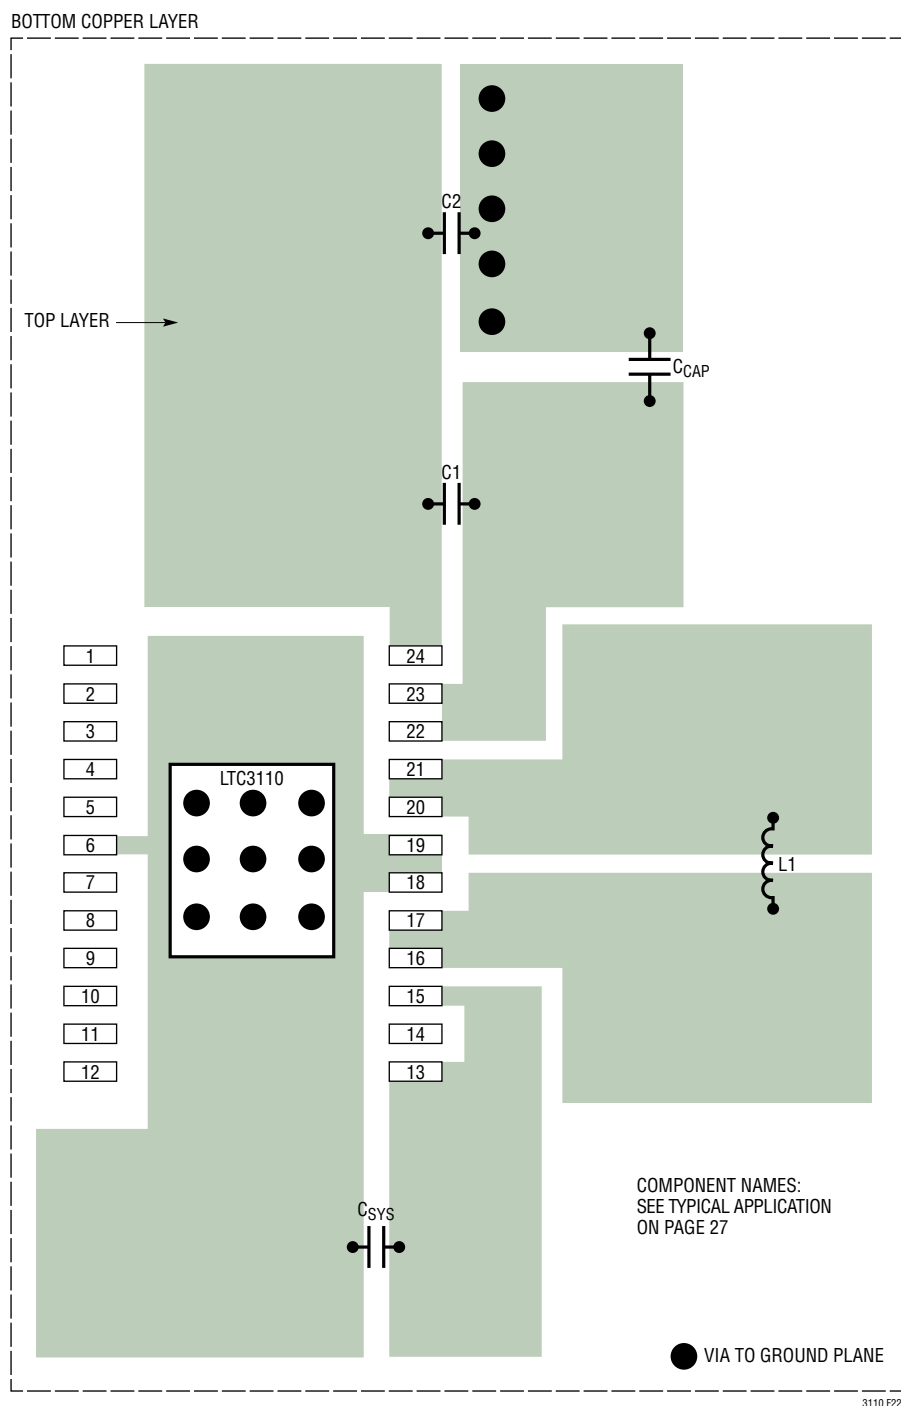 BOTTOM COPPER LAYER
C2
TOP LAYER
CCAP
C1
1
24
2
23
3
22
4
21
LTC3110
5
20
6
19
7
18
L1
8
17
9
16
10
15
11
14
12
13
COMPONENT NAMES:
SEE TYPICAL APPLICATION
ON PAGE 27
CSYS
VIA TO GROUND PLANE
3110 F22